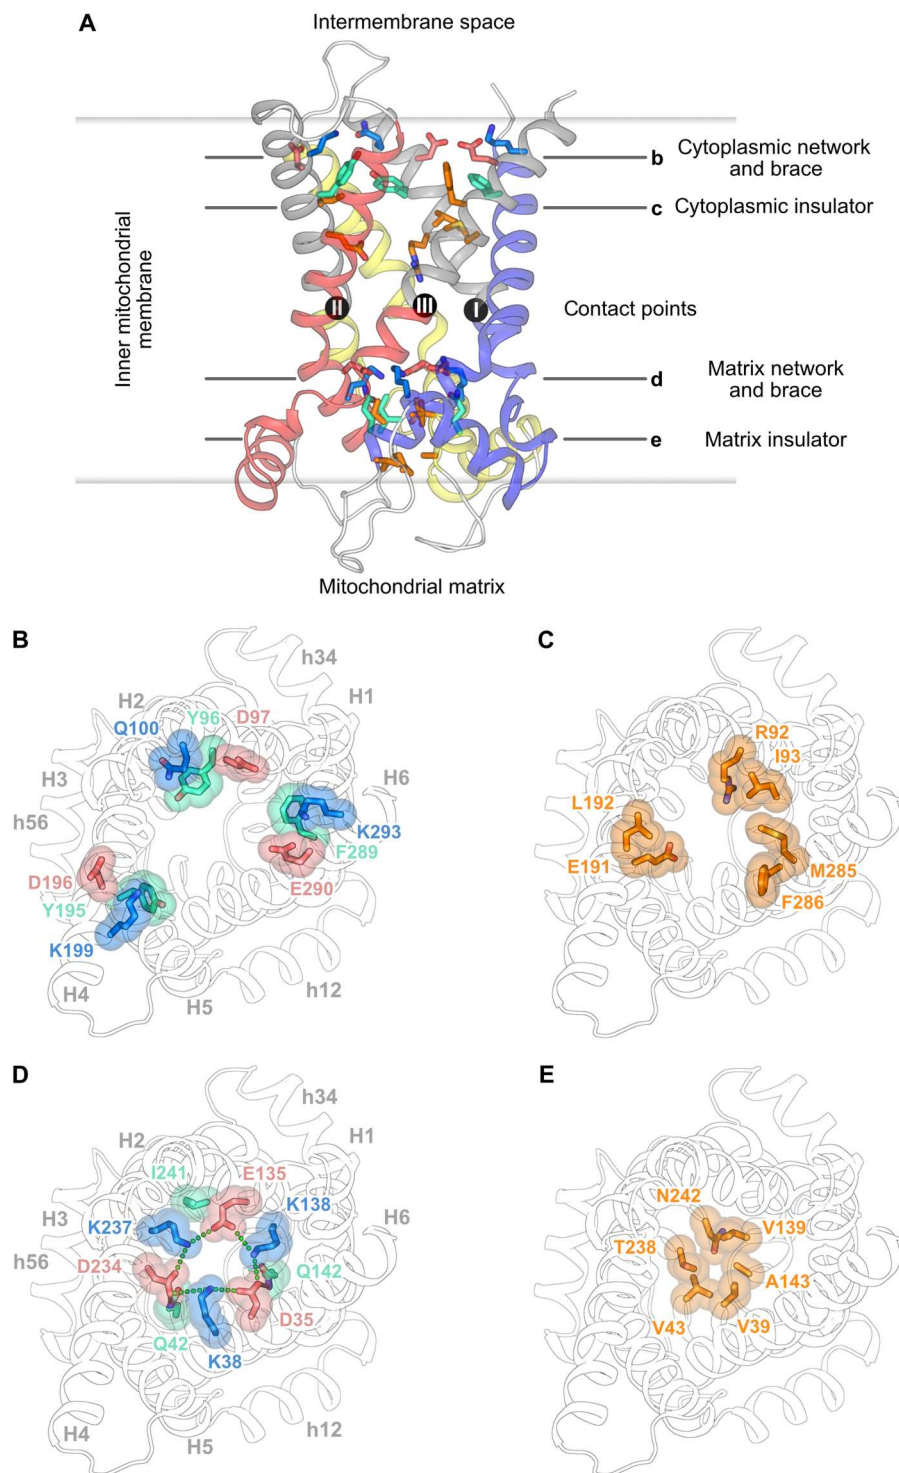 A
Intermembrane space
b
Cytoplasmic network
and brace
c
Cytoplasmic insulator
Inner mitochondrial
membrane
II
III
I
Contact points
d
Matrix network
and brace
e
Matrix insulator
Mitochondrial matrix
B
h34
H2
H1
Y96
D97
Q100
H3
H6
h56
K293
F289
D196
E290
Y195
K199
H4
H5
h12
C
R92
I93
L192
E191
M285
F286
D
h34
H2
H1
I241
E135
K138
H3
K237
H6
h56
D234
Q142
Q42
D35
K38
H4
H5
h12
E
N242
V139
T238
A143
V43
V39